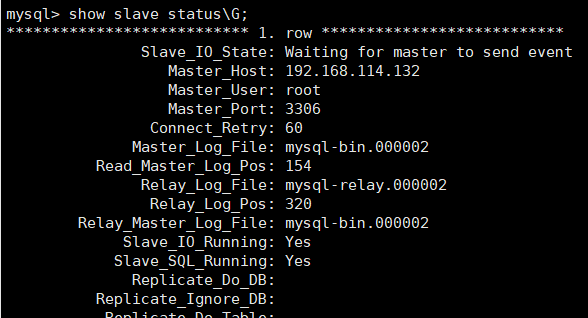 mysql> show slave status\G;
*************************** 1. row ***************************
Slave_IO_State: Waiting for master to send event
Master_Host: 192.168.114.132
Master_User: root
Master_Port: 3306
Connect_Retry: 60
Master_Log_File: mysql-bin.000002
Read_Master_Log_Pos: 154
Relay_Log_File: mysql-relay.000002
Relay_Log_Pos: 320
Relay_Master_Log_File: mysql-bin.000002
Slave_IO_Running: Yes
Slave_SQL_Running: Yes
Replicate_Do_DB:
Replicate_Ignore_DB:
Replicate_Do_Table: